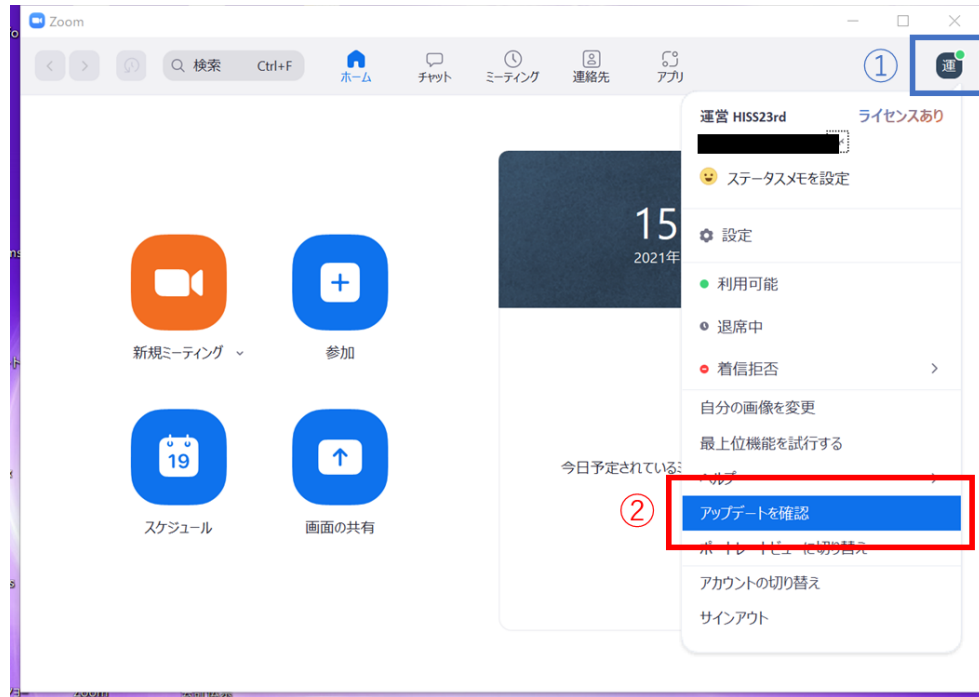 Zoom
検索 Ctrl+F
ホーム
チャット
ミーティング
連絡先
アプリ
①
運
運営 HISS23rd ライセンスあり
ステータスメモを設定
15
2021年
設定
利用可能
退席中
着信拒否
新規ミーティング
参加
自分の画像を変更
最上位機能を試行する
今日予定されている
ヘルプ
19
②
アップデートを確認
スケジュール
画面の共有
ポートレートビューに切り替え
アカウントの切り替え
サインアウト